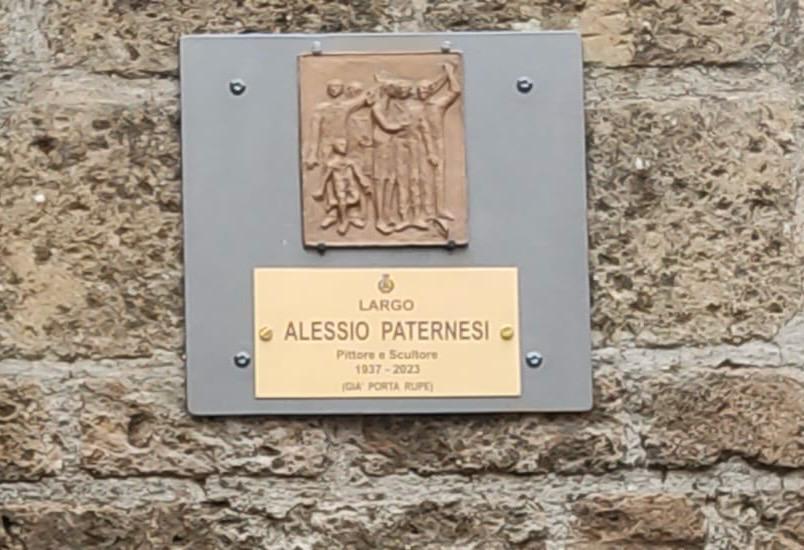 LARGO
ALESSIO PATERNESI
Pittore e Scultore
1937 - 2023
(GIA' PORTA RUPE)